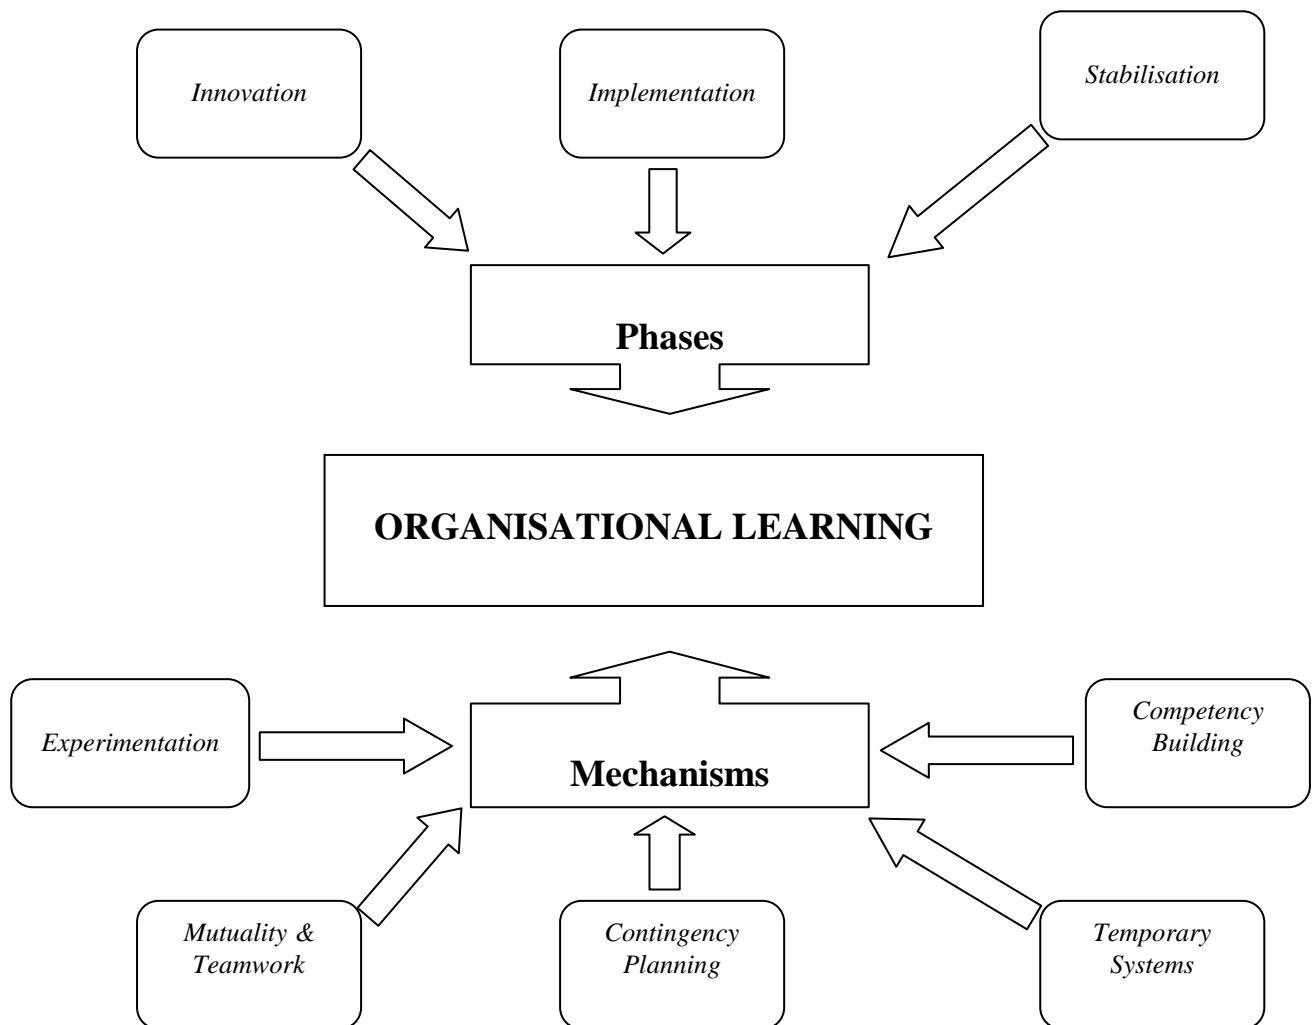 Innovation
Implementation
Stabilisation
Phases
ORGANISATIONAL LEARNING
Experimentation
Mechanisms
Competency
Building
Mutuality &
Teamwork
Contingency
Planning
Temporary
Systems